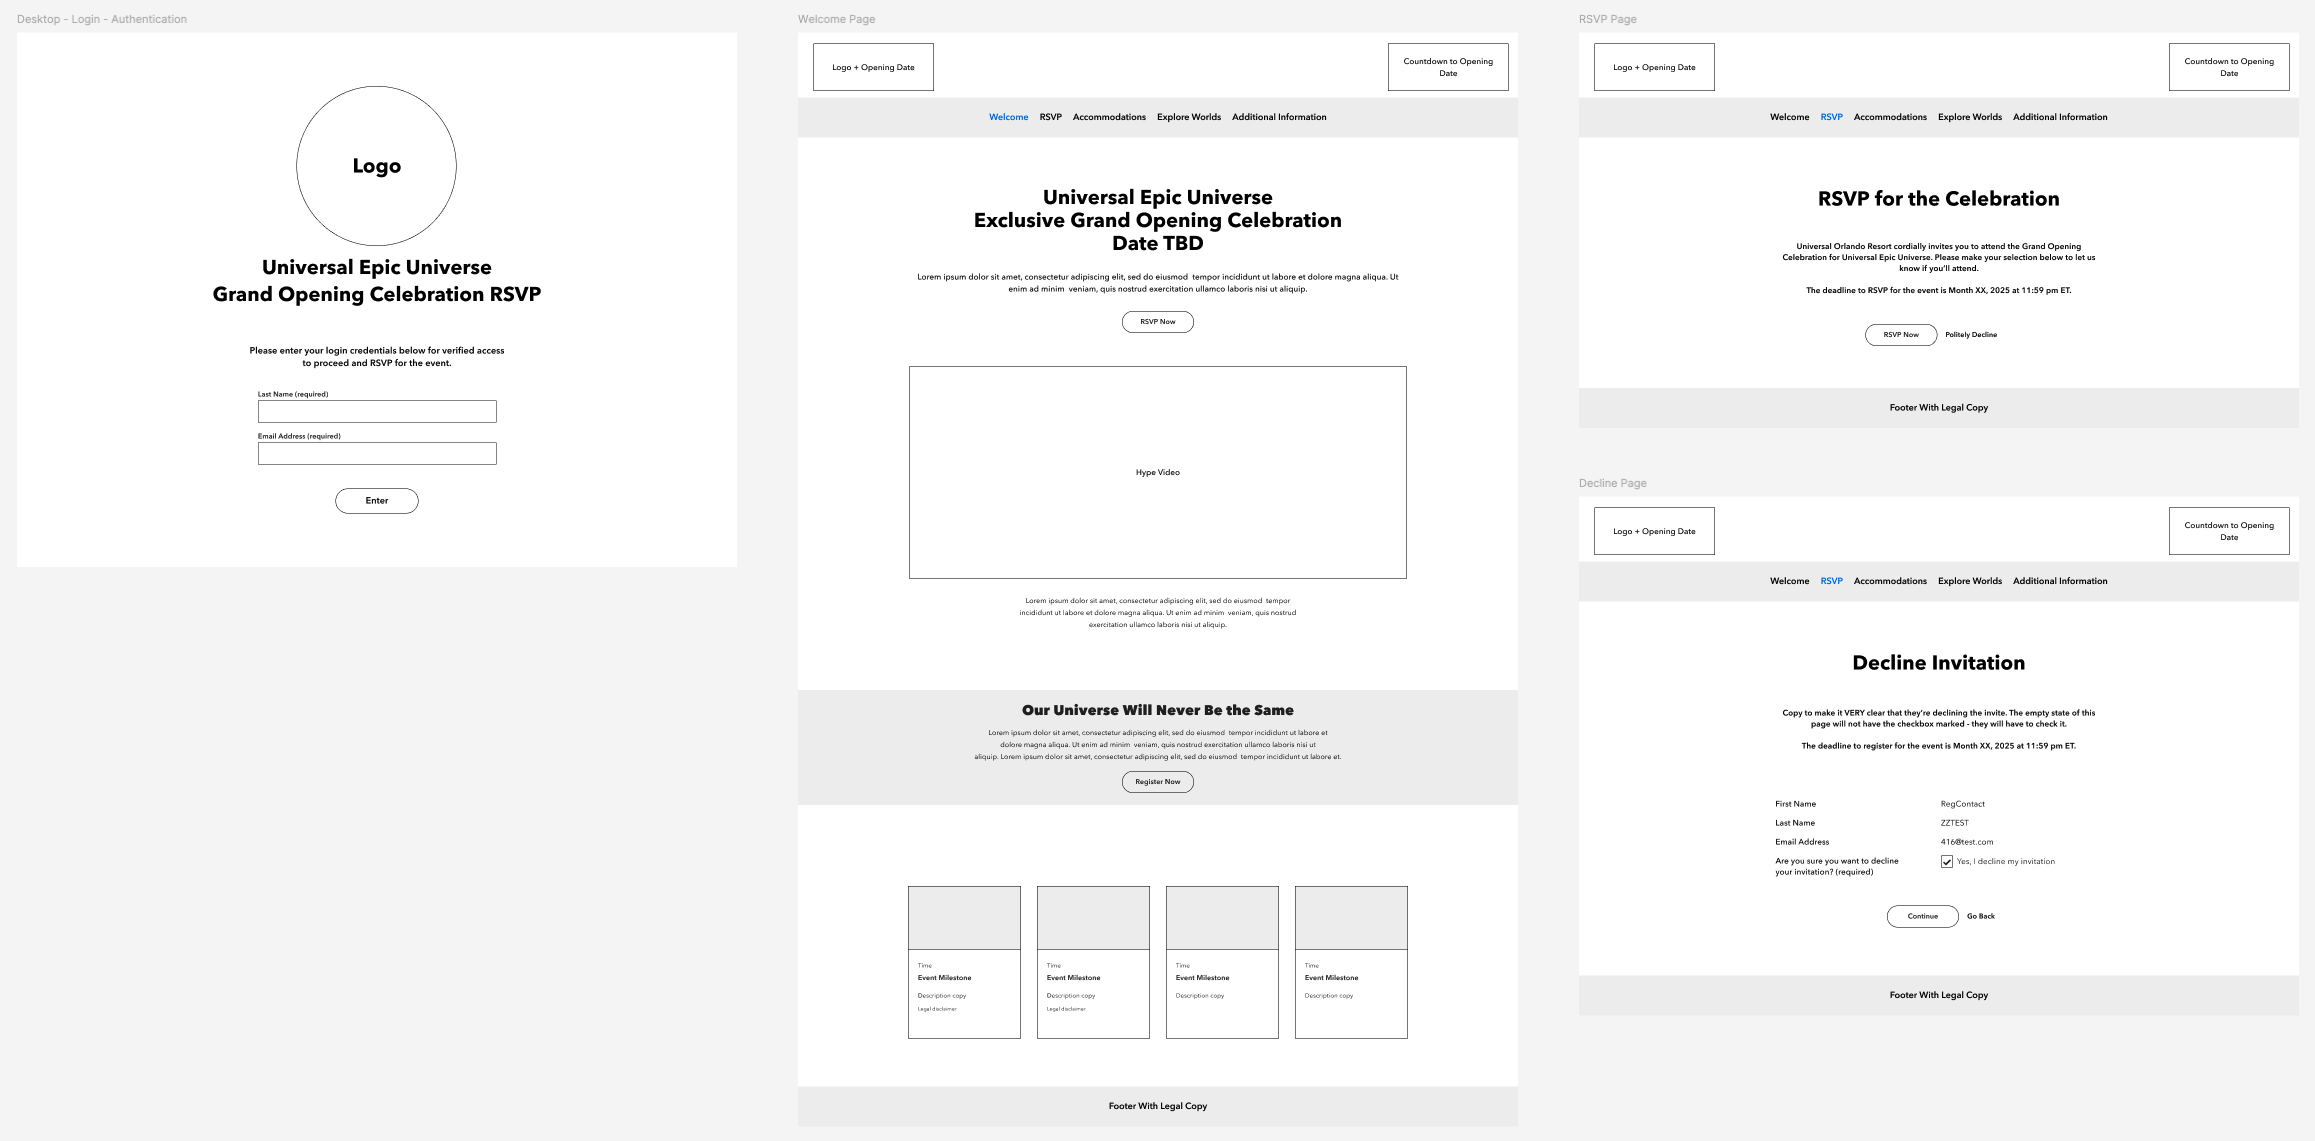 Desktop - Login - Authentication
Logo
Universal Epic Universe
Grand Opening Celebration RSVP
Please enter your login credentials below for verified access
to proceed and RSVP for the event.
Last Name (required)
Email Address (required)
Enter
Welcome Page
Logo + Opening Date
Countdown to Opening
Date
Welcome RSVP Accommodations Explore Worlds Additional Information
Universal Epic Universe
Exclusive Grand Opening Celebration
Date TBD
Lorem ipsum dolor sit amet, consectetur adipiscing elit, sed do eiusmod tempor incididunt ut labore et dolore magna aliqua. Ut
enim ad minim veniam, quis nostrud exercitation ullamco laboris nisi ut aliquip.
RSVP Now
Hype Video
Lorem ipsum dolor sit amet, consectetur adipiscing elit, sed do eiusmod tempor
incididunt ut labore et dolore magna aliqua. Ut enim ad minim veniam, quis nostrud
exercitation ullamco laboris nisi ut aliquip.
Our Universe Will Never Be the Same
Lorem ipsum dolor sit amet, consectetur adipiscing elit, sed do eiusmod tempor incididunt ut labore et
dolore magna aliqua. Ut enim ad minim veniam, quis nostrud exercitation ullamco laboris nisi ut
aliquip. Lorem ipsum dolor sit amet, consectetur adipiscing elit, sed do eiusmod tempor incididunt ut labore et.
Register Now
Time
Event Milestone
Description copy
Legal disclaimer
Time
Event Milestone
Description copy
Legal disclaimer
Time
Event Milestone
Description copy
Time
Event Milestone
Description copy
Footer With Legal Copy
RSVP Page
Logo + Opening Date
Countdown to Opening
Date
Welcome RSVP Accommodations Explore Worlds Additional Information
RSVP for the Celebration
Universal Orlando Resort cordially invites you to attend the Grand Opening
Celebration for Universal Epic Universe. Please make your selection below to let us
know if you'll attend.
The deadline to RSVP for the event is Month XX, 2025 at 11:59 pm ET.
RSVP Now Politely Decline
Footer With Legal Copy
Decline Page
Logo + Opening Date
Countdown to Opening
Date
Welcome RSVP Accommodations Explore Worlds Additional Information
Decline Invitation
Copy to make it VERY clear that they're declining the invite. The empty state of this
page will not have the checkbox marked - they will have to check it.
The deadline to register for the event is Month XX, 2025 at 11:59 pm ET.
First Name RegContact
Last Name ZZTEST
Email Address 416@test.com
Are you sure you want to decline Yes, I decline my invitation
your invitation? (required)
Continue Go Back
Footer With Legal Copy